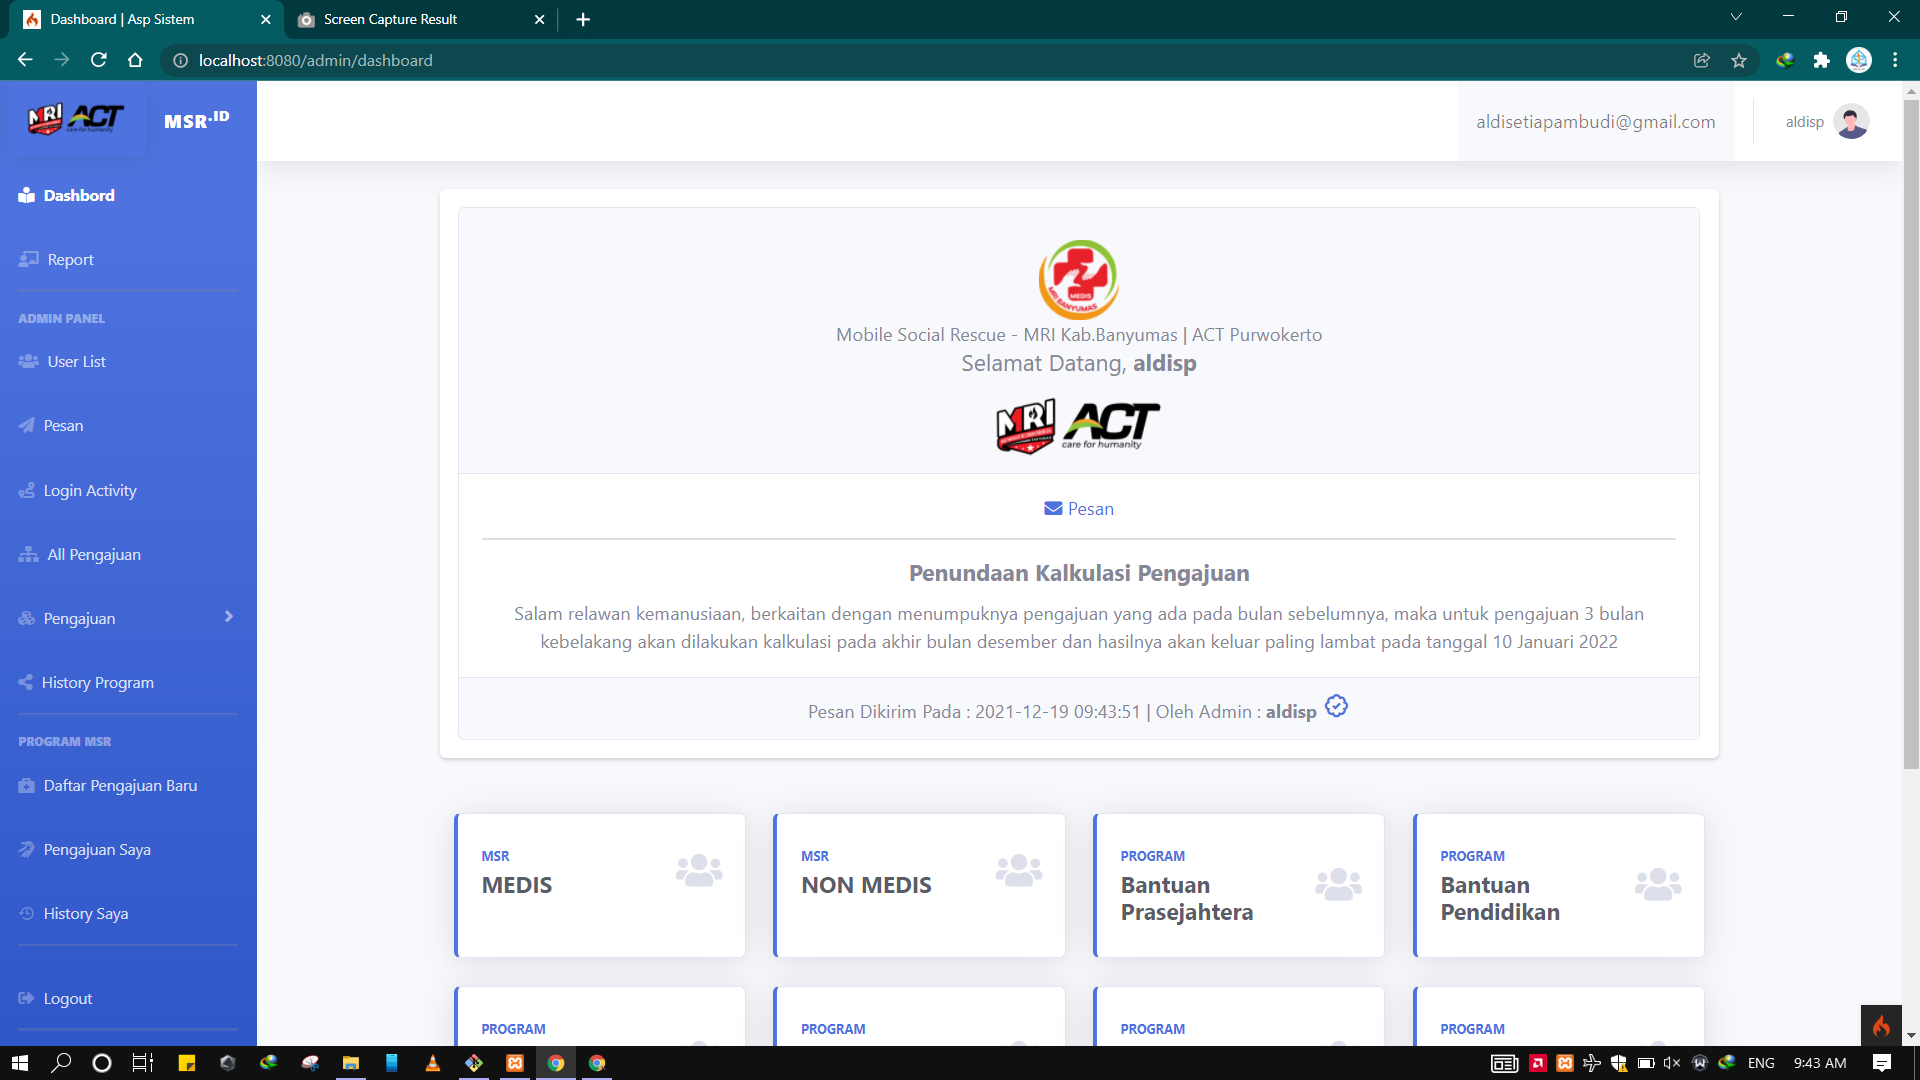 Dashboard | Asp Sistem
Screen Capture Result
localhost:8080/admin/dashboard
MRI ACT
care for humanity
MSR.ID
aldisetiapambudi@gmail.com
aldisp
Dashbord
Report
ADMIN PANEL
User List
Pesan
Login Activity
All Pengajuan
Pengajuan
History Program
PROGRAM MSR
Daftar Pengajuan Baru
Pengajuan Saya
History Saya
Logout
MEDIS
MRI BANYUMAS
Mobile Social Rescue - MRI Kab.Banyumas | ACT Purwokerto
Selamat Datang, aldisp
MRI ACT
care for humanity
Pesan
Penundaan Kalkulasi Pengajuan
Salam relawan kemanusiaan, berkaitan dengan menumpuknya pengajuan yang ada pada bulan sebelumnya, maka untuk pengajuan 3 bulan
kebelakang akan dilakukan kalkulasi pada akhir bulan desember dan hasilnya akan keluar paling lambat pada tanggal 10 Januari 2022
Pesan Dikirim Pada : 2021-12-19 09:43:51 | Oleh Admin : aldisp
MSR
MEDIS
MSR
NON MEDIS
PROGRAM
Bantuan
Prasejahtera
PROGRAM
Bantuan
Pendidikan
PROGRAM
PROGRAM
PROGRAM
PROGRAM
ENG
9:43 AM